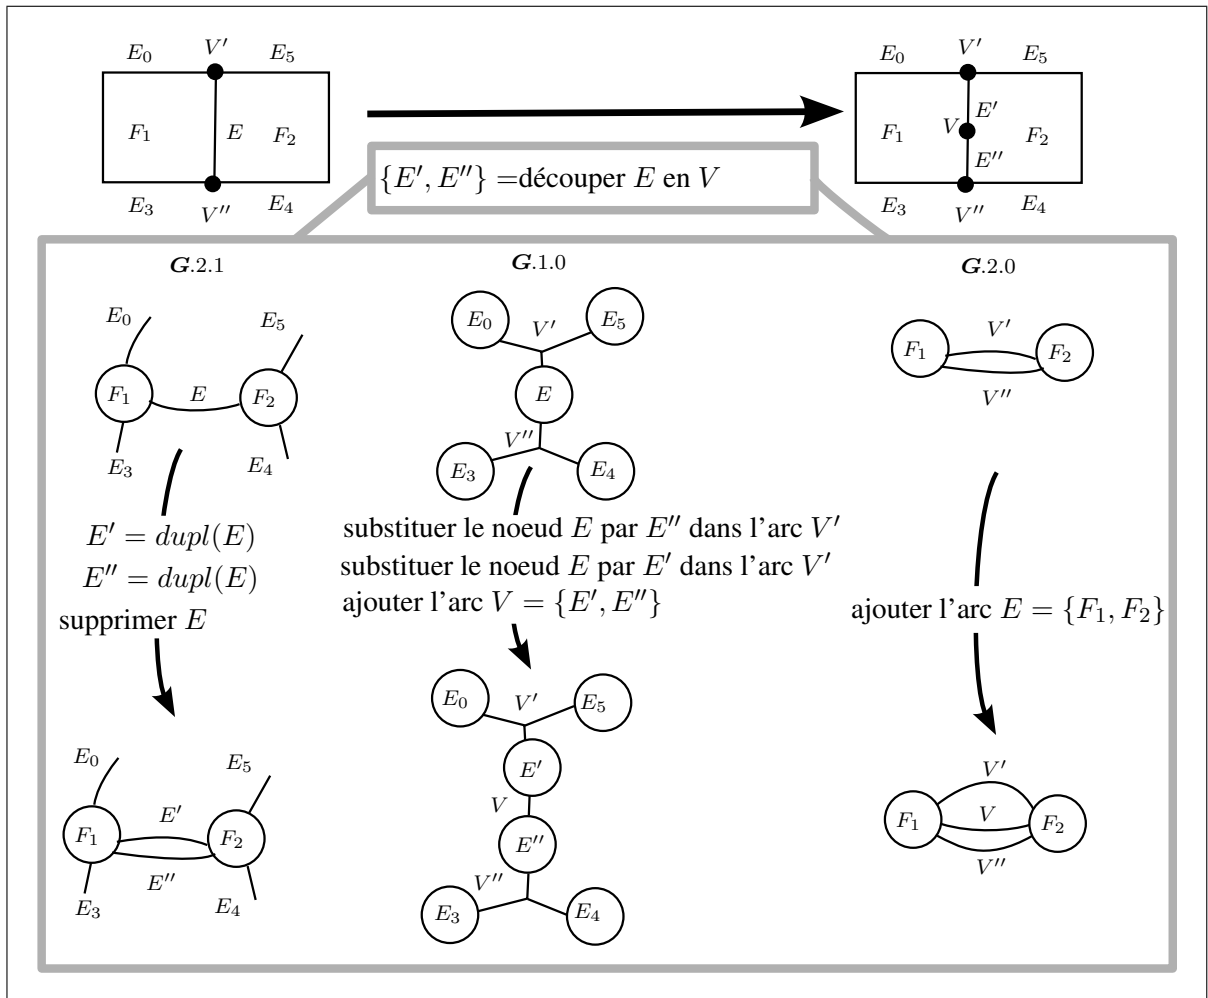 E₀ V′ E₅
F₁ E F₂
E₃ V′′ E₄
E₀ V′ E₅
F₁ V E′ F₂
E′′
E₃ V′′ E₄
{E′, E′′} =découper E en V
G.2.1
E₀
E₅
F₁ E F₂
E₃ E₄
E′ = dupl(E)
E′′ = dupl(E)
supprimer E
E₀
E₅
E′
F₁ F₂
E′′
E₃ E₄
G.1.0
E₀ V′ E₅
E
V′′
E₃ E₄
substituer le noeud E par E′′ dans l'arc V′
substituer le noeud E par E′ dans l'arc V′
ajouter l'arc V = {E′, E′′}
E₀ V′ E₅
E′
V
E′′
V′′
E₃ E₄
G.2.0
V′
F₁ F₂
V′′
ajouter l'arc E = {F₁, F₂}
V′
F₁ V F₂
V′′